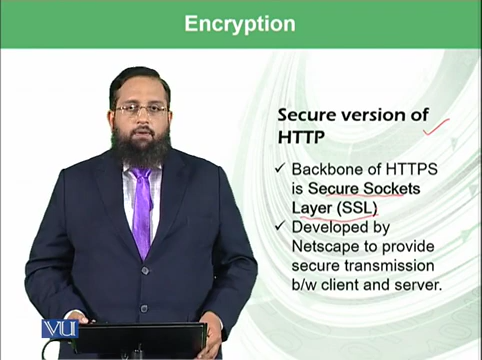 Encryption
Secure version of
HTTP
✓ Backbone of HTTPS
is Secure Sockets
Layer (SSL)
✓ Developed by
Netscape to provide
secure transmission
b/w client and server.
VU